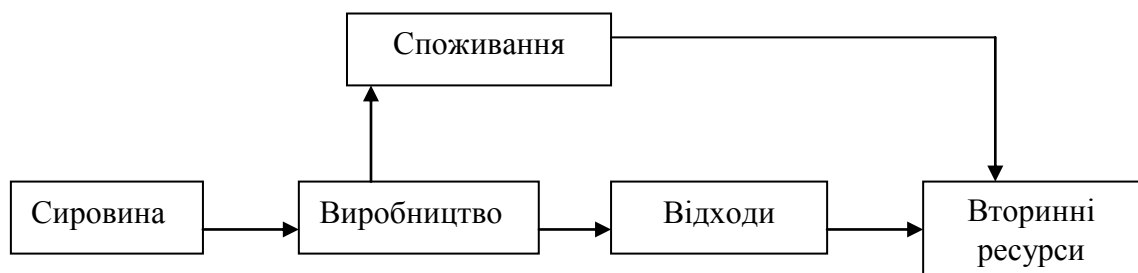 Споживання
Сировина
Виробництво
Відходи
Вторинні
ресурси